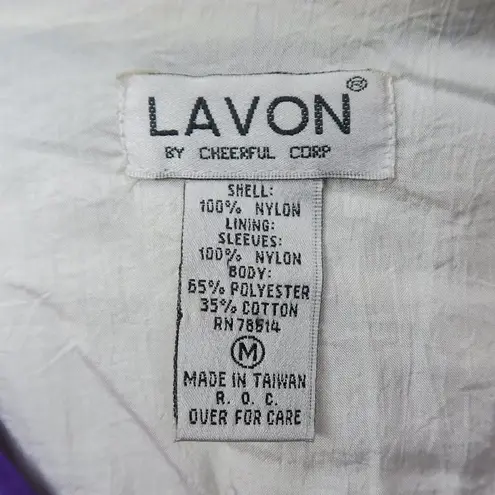 LAVON®
BY CHEERFUL CORP
SHELL:
100% NYLON
LINING:
SLEEVES:
100% NYLON
BODY:
65% POLYESTER
35% COTTON
RN 78614
M
MADE IN TAIWAN
R. O. C.
OVER FOR CARE